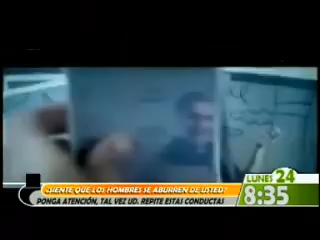 LUNES 24
¿SIENTE QUE LOS HOMBRES SE ABURREN DE USTED?
8:35
PONGA ATENCIÓN, TAL VEZ UD. REPITE ESTAS CONDUCTAS